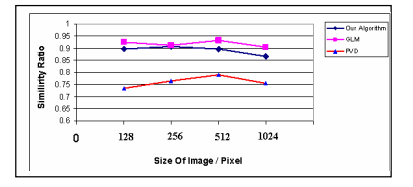 1
0.95
0.9
0.85
0.8
0.75
0.7
0.65
0.6
Similirity Ratio
0 128 256 512 1024
Size Of Image / Pixel
Our Algorithm
GLM
PVD